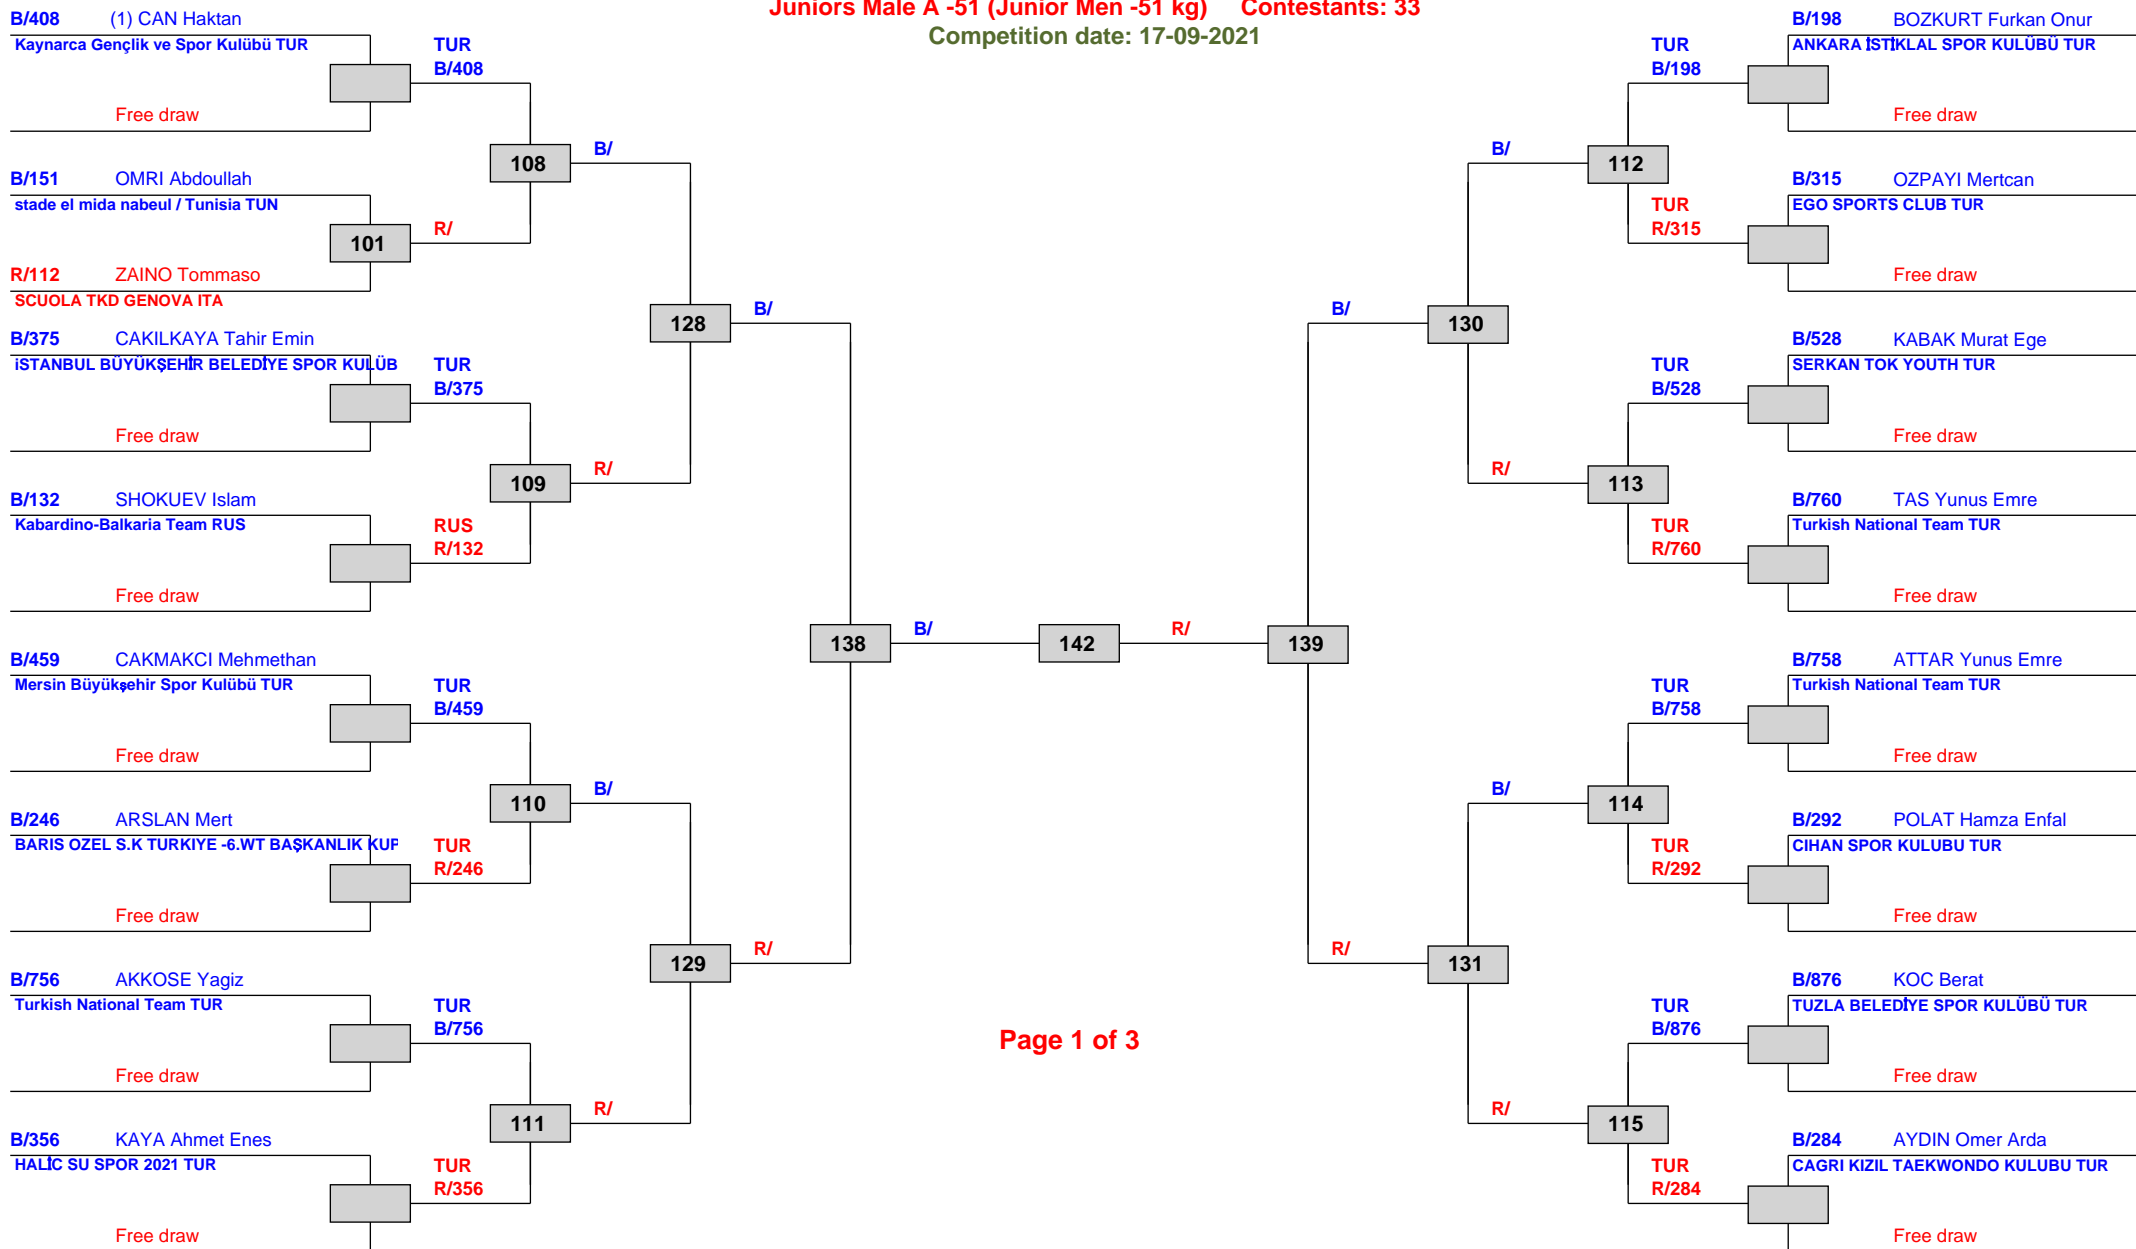 Juniors Male A -51 (Junior Men -51 kg) Contestants: 33
Competition date: 17-09-2021
B/408 (1) CAN Haktan
Kaynarca Gençlik ve Spor Kulübü TUR
Free draw
TUR
B/408
B/151 OMRI Abdoullah
stade el mida nabeul / Tunisia TUN
101
R/112 ZAINO Tommaso
SCUOLA TKD GENOVA ITA
R/
108
B/
B/375 CAKILKAYA Tahir Emin
iSTANBUL BÜYÜKŞEHİR BELEDİYE SPOR KULÜB
Free draw
TUR
B/375
B/132 SHOKUEV Islam
Kabardino-Balkaria Team RUS
Free draw
RUS
R/132
109
R/
128
B/
B/459 CAKMAKCI Mehmethan
Mersin Büyükşehir Spor Kulübü TUR
Free draw
TUR
B/459
B/246 ARSLAN Mert
BARIS OZEL S.K TURKIYE -6.WT BAŞKANLIK KUP
Free draw
TUR
R/246
110
B/
B/756 AKKOSE Yagiz
Turkish National Team TUR
Free draw
TUR
B/756
B/356 KAYA Ahmet Enes
HALİC SU SPOR 2021 TUR
Free draw
TUR
R/356
111
R/
129
R/
138
B/
142
R/
139
B/198 BOZKURT Furkan Onur
ANKARA İSTİKLAL SPOR KULÜBÜ TUR
Free draw
TUR
B/198
B/315 OZPAYI Mertcan
EGO SPORTS CLUB TUR
Free draw
TUR
R/315
112
B/
B/528 KABAK Murat Ege
SERKAN TOK YOUTH TUR
Free draw
TUR
B/528
B/760 TAS Yunus Emre
Turkish National Team TUR
Free draw
TUR
R/760
113
R/
130
B/
B/758 ATTAR Yunus Emre
Turkish National Team TUR
Free draw
TUR
B/758
B/292 POLAT Hamza Enfal
CIHAN SPOR KULUBU TUR
Free draw
TUR
R/292
114
B/
B/876 KOC Berat
TUZLA BELEDİYE SPOR KULÜBÜ TUR
Free draw
TUR
B/876
B/284 AYDIN Omer Arda
CAGRI KIZIL TAEKWONDO KULUBU TUR
Free draw
TUR
R/284
115
R/
131
R/
Page 1 of 3